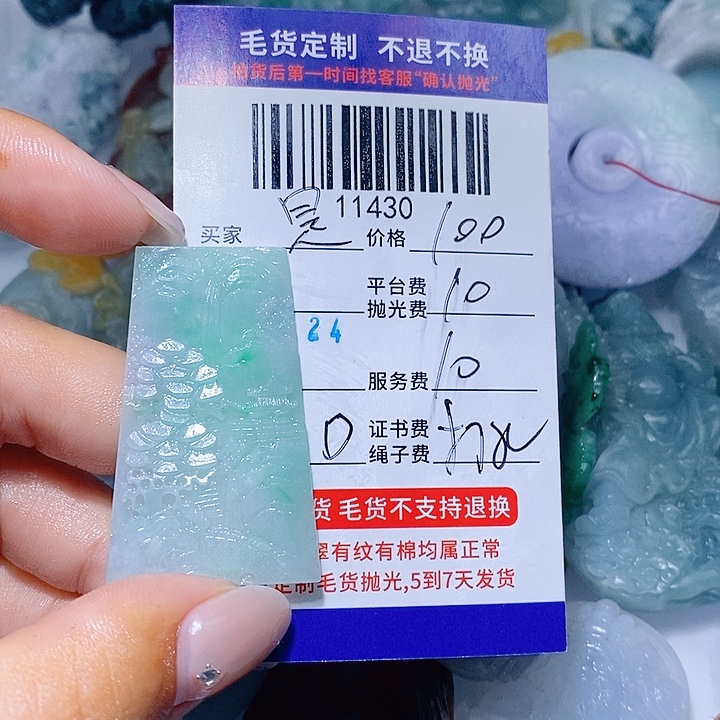 毛货定制 不退不换
拍货后第一时间找客服“确认抛光”
11430
买家 价格 100
平台费
抛光费 10
24
服务费 10
0 证书费
绳子费
货 毛货不支持退换
翠有纹有棉均属正常
定制毛货抛光,5到7天发货